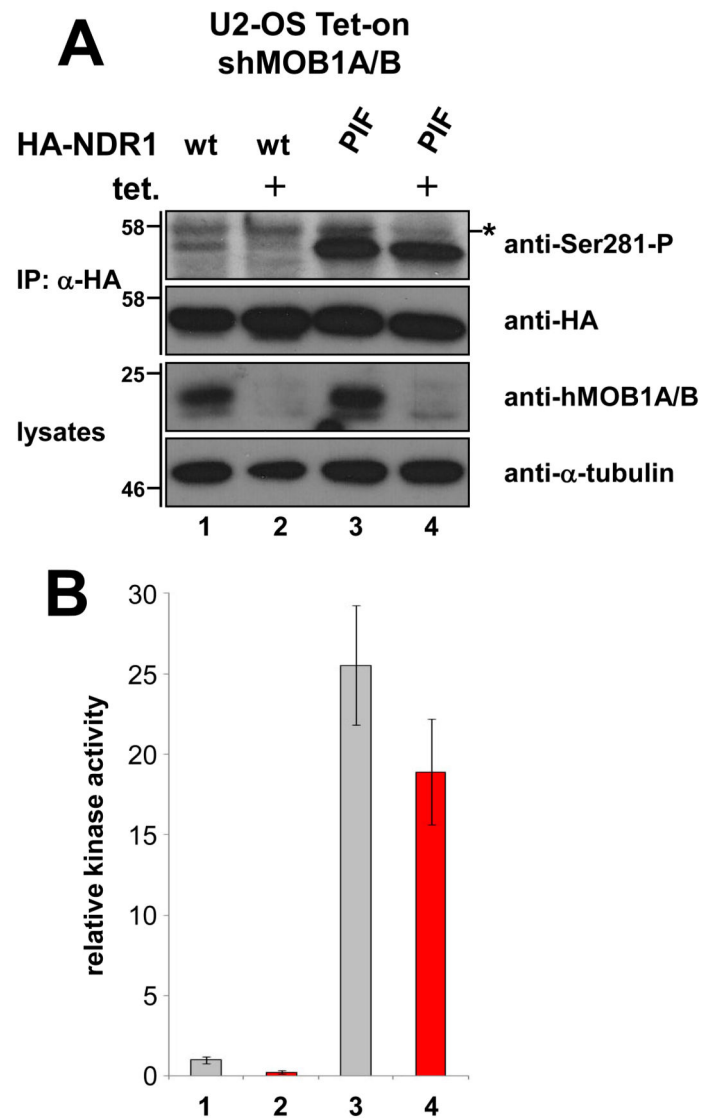 A
U2-OS Tet-on
shMOB1A/B
HA-NDR1 wt wt PIF PIF
tet. + +
58 * anti-Ser281-P
IP: α-HA
58 anti-HA
25 anti-hMOB1A/B
lysates
46 anti-α-tubulin
1 2 3 4
B
relative kinase activity
30
25
20
15
10
5
0
1 2 3 4